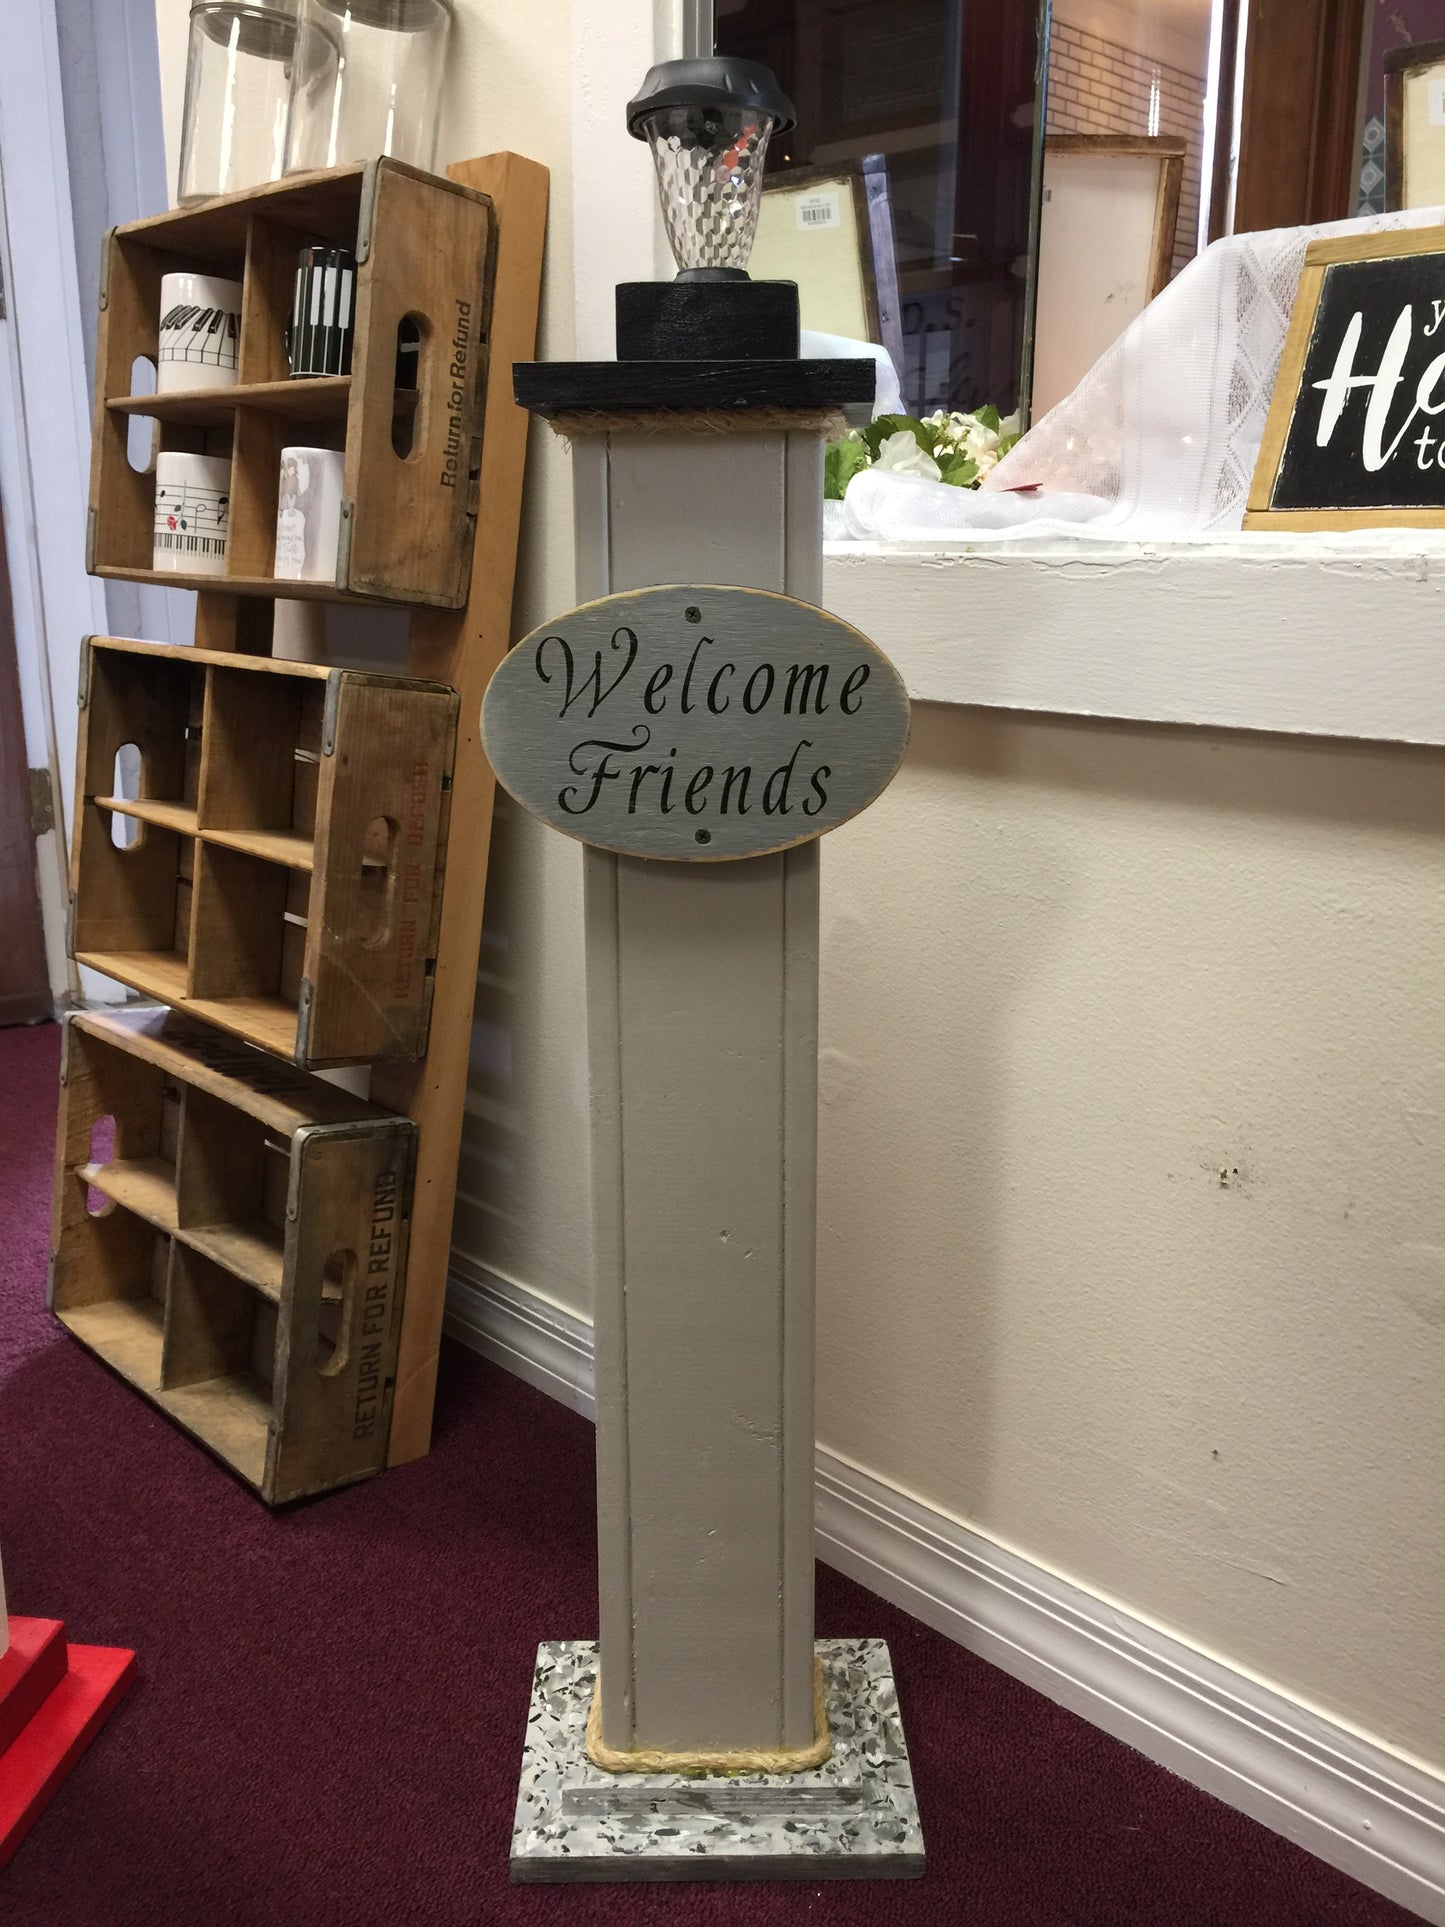 Welcome
Friends
Return for Refund
RETURN FOR DEPOSIT
RETURN FOR REFUND